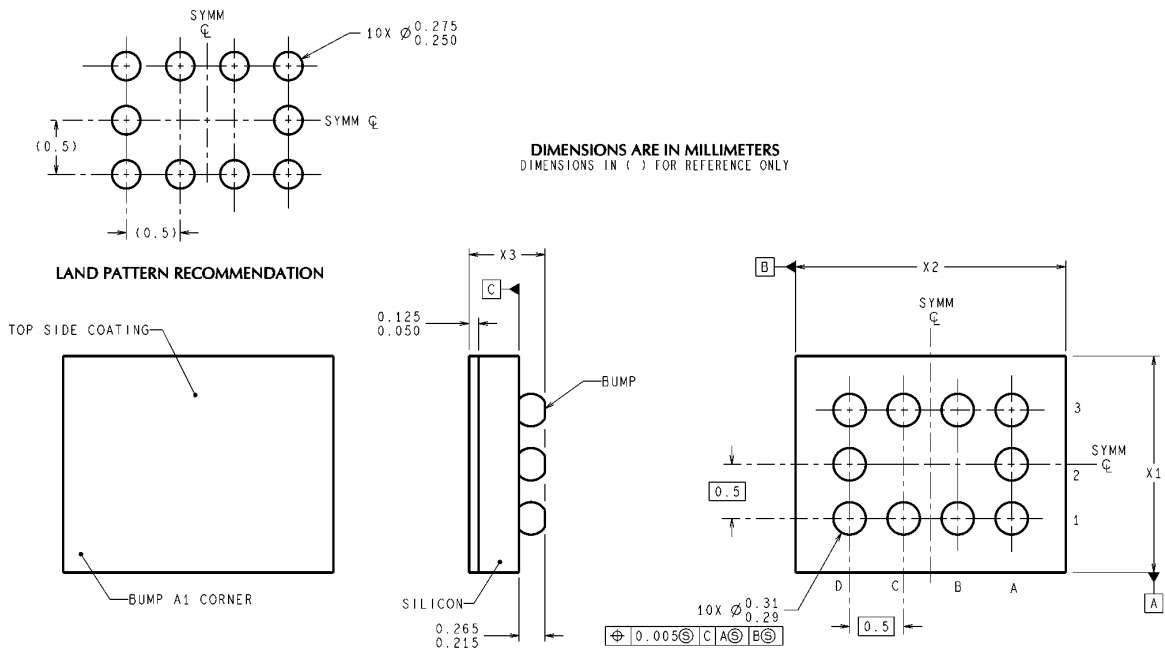 SYMM
℄
10X Ø 0.275
0.250
SYMM ℄
(0.5)
(0.5)
DIMENSIONS ARE IN MILLIMETERS
DIMENSIONS IN ( ) FOR REFERENCE ONLY
LAND PATTERN RECOMMENDATION
TOP SIDE COATING
BUMP A1 CORNER
X3
C
0.125
0.050
BUMP
SILICON
0.265
0.215
B
X2
SYMM
℄
3
SYMM
℄
2
X1
0.5
1
D C B A
A
10X Ø 0.31
0.29
0.5
⌖ 0.005Ⓢ C AⓈ BⓈ